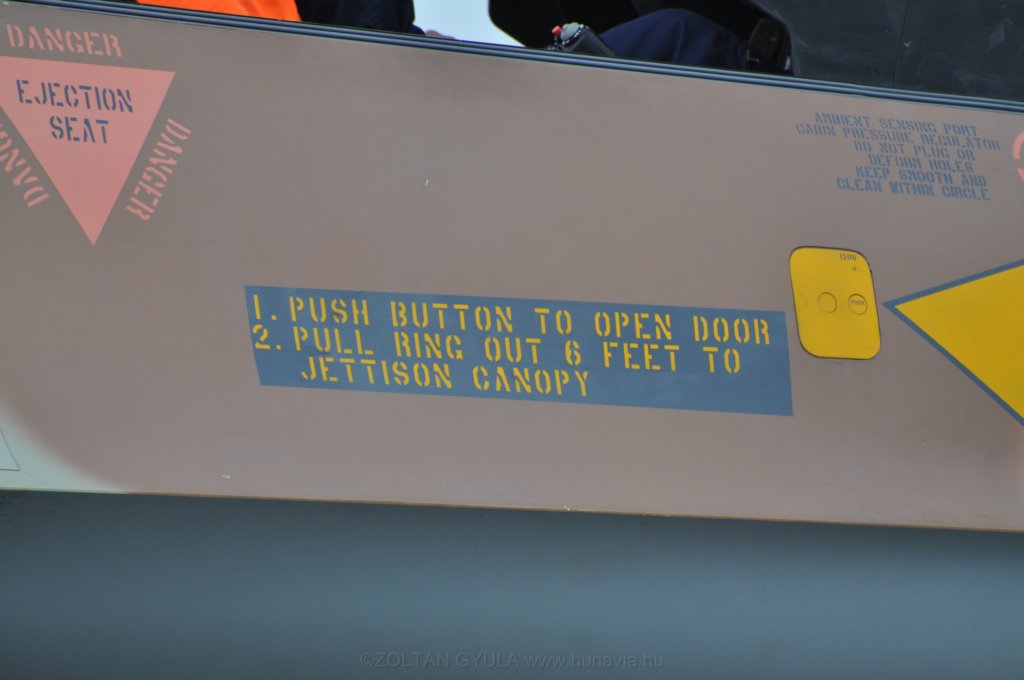 DANGER
EJECTION
SEAT
DANGER
DANGER
AMBIENT SENSING PORT
CABIN PRESSURE REGULATOR
DO NOT PLUG OR
DEFORM HOLES
KEEP SMOOTH AND
CLEAN WITHIN CIRCLE
1206
PUSH
1. PUSH BUTTON TO OPEN DOOR
2. PULL RING OUT 6 FEET TO
JETTISON CANOPY
©ZOLTÁN GYULA www.hunavia.hu